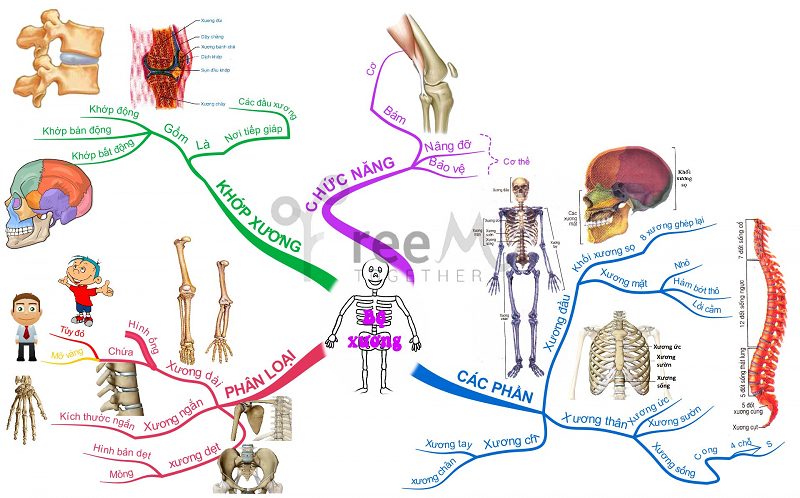 Bộ
xương
KHỚP XƯƠNG
Là
Nơi tiếp giáp
Các đầu xương
Gồm
Khớp động
Khớp bán động
Khớp bất động
Xương đùi
Dây chằng
Xương bánh chè
Dịch khớp
Sụn đầu khớp
Xương chày
CHỨC NĂNG
Bám
Cơ
Nâng đỡ
Bảo vệ
Cơ thể
CÁC PHẦN
Xương đầu
Khối xương sọ
8 xương ghép lại
Xương mặt
Nhỏ
Hàm bớt thô
Lồi cằm
Khối
xương
sọ
Các
xương
mặt
Xương thân
Xương ức
Xương sườn
Xương sống
Cong
4 chỗ
S
Xương ức
Xương
sườn
Xương
sống
7 đốt sống cổ
12 đốt sống ngực
5 đốt sống thắt lưng
5 đốt
xương cùng
Xương cụt
Xương chi
Xương tay
xương chân
PHÂN LOẠI
Xương dài
Hình ống
Chứa
Tủy đỏ
Mỡ vàng
Xương ngắn
Kích thước ngắn
xương dẹt
Hình bản dẹt
Mỏng
reeM
TOGETHER